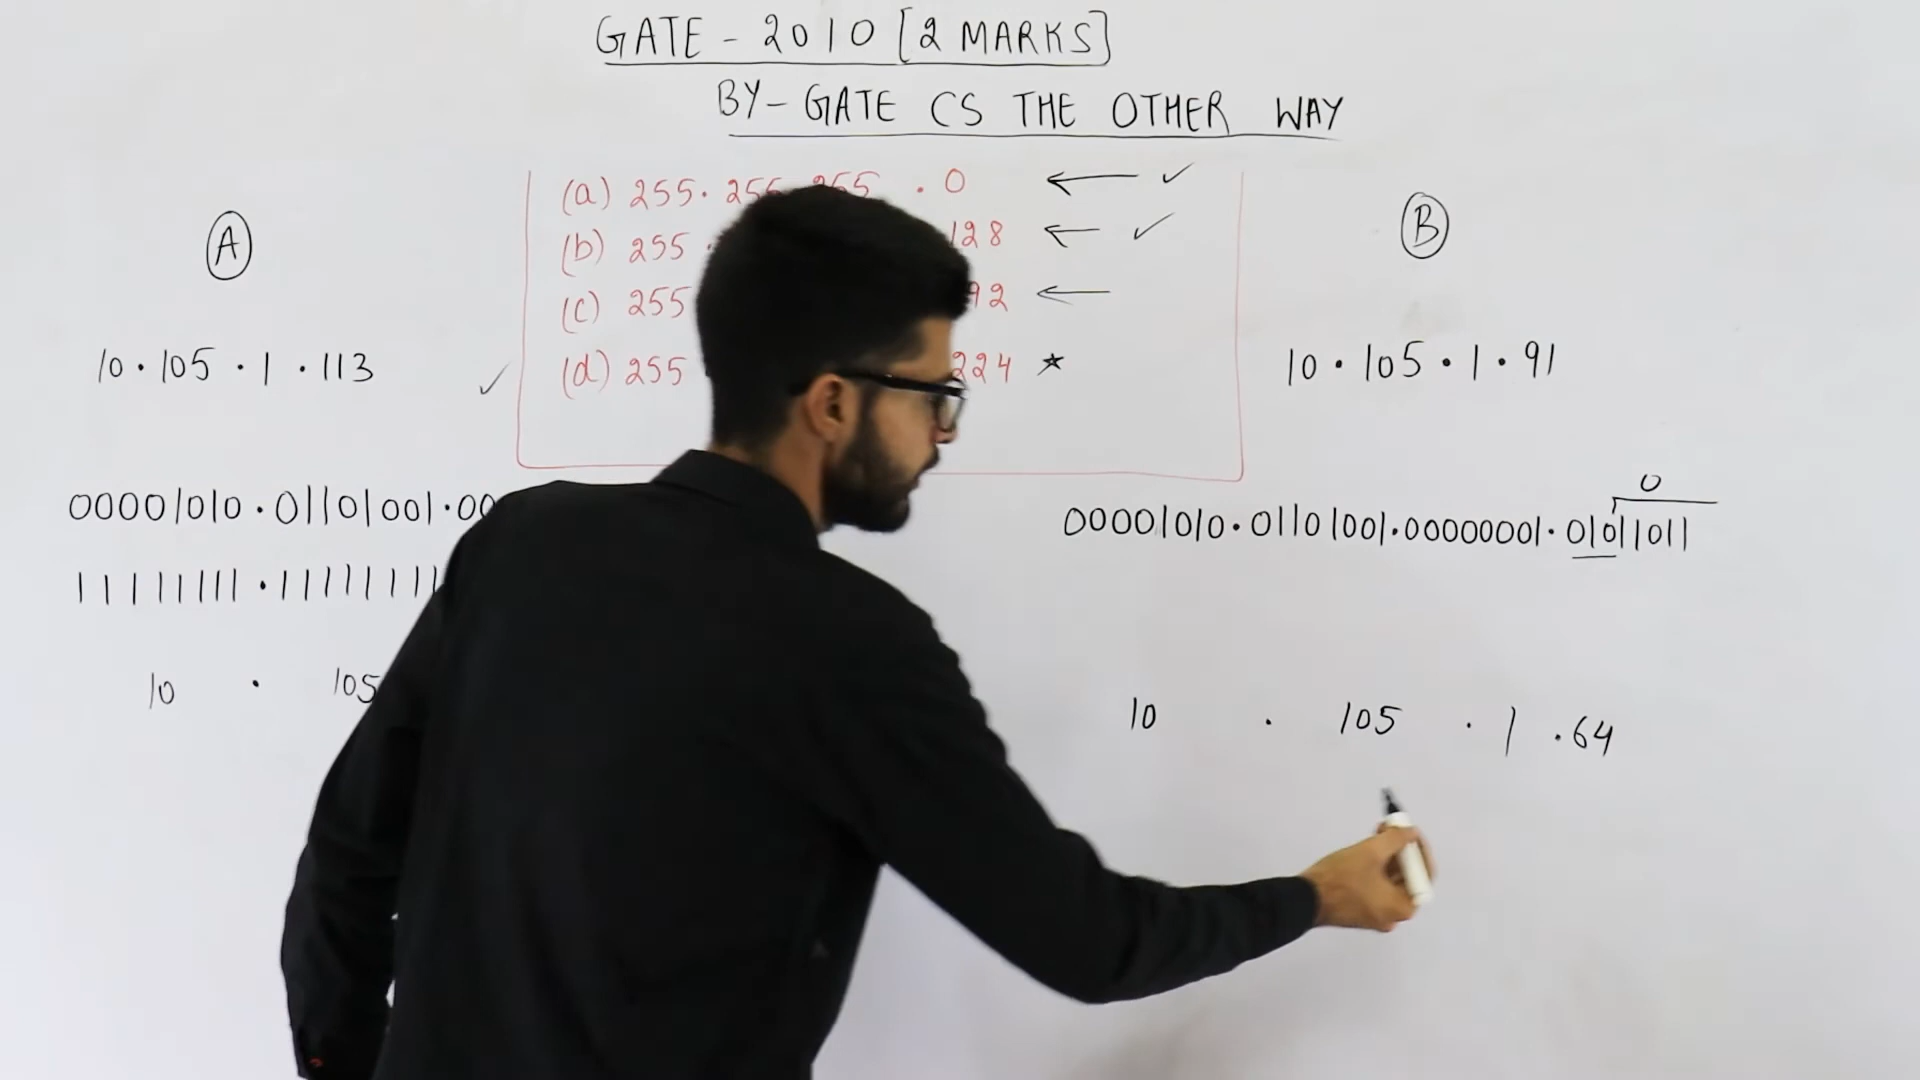 GATE - 2010 [2 MARKS]
BY- GATE CS THE OTHER WAY
(a) 255. 255 255 . 0 ← ✓
(b) 255 128 ← ✓
(c) 255 92 ←
✓ (d) 255 224 ★
A
10.105.1.113
00001010.01101001.00
11111111.11111111
10 . 105
B
10.105.1.91
0
00001010.01101001.00000001.01011011
10 . 105 . 1 .64